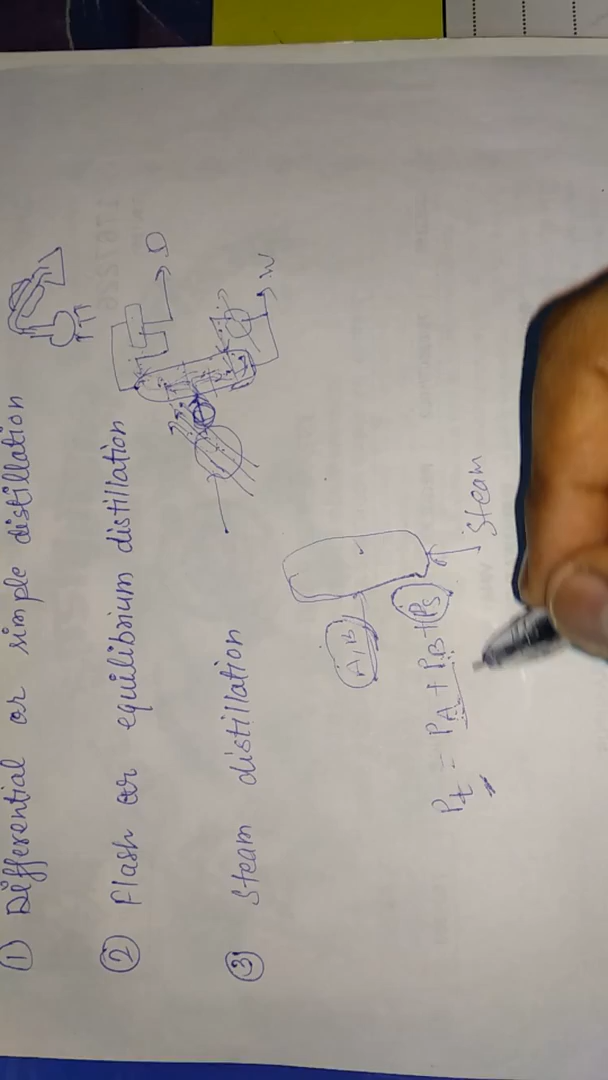 ① Differential or simple distillation
② Flash or equilibrium distillation
D
W
③ Steam distillation
A,B
Steam
Pt = PA + PB + PS